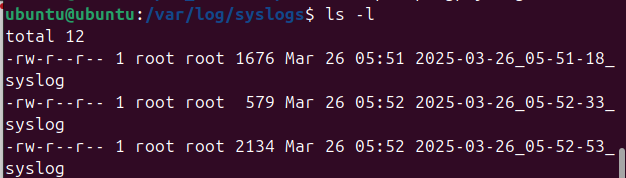 ubuntu@ubuntu:/var/log/syslogs$ ls -l
total 12
-rw-r--r-- 1 root root 1676 Mar 26 05:51 2025-03-26_05-51-18_
syslog
-rw-r--r-- 1 root root  579 Mar 26 05:52 2025-03-26_05-52-33_
syslog
-rw-r--r-- 1 root root 2134 Mar 26 05:52 2025-03-26_05-52-53_
syslog